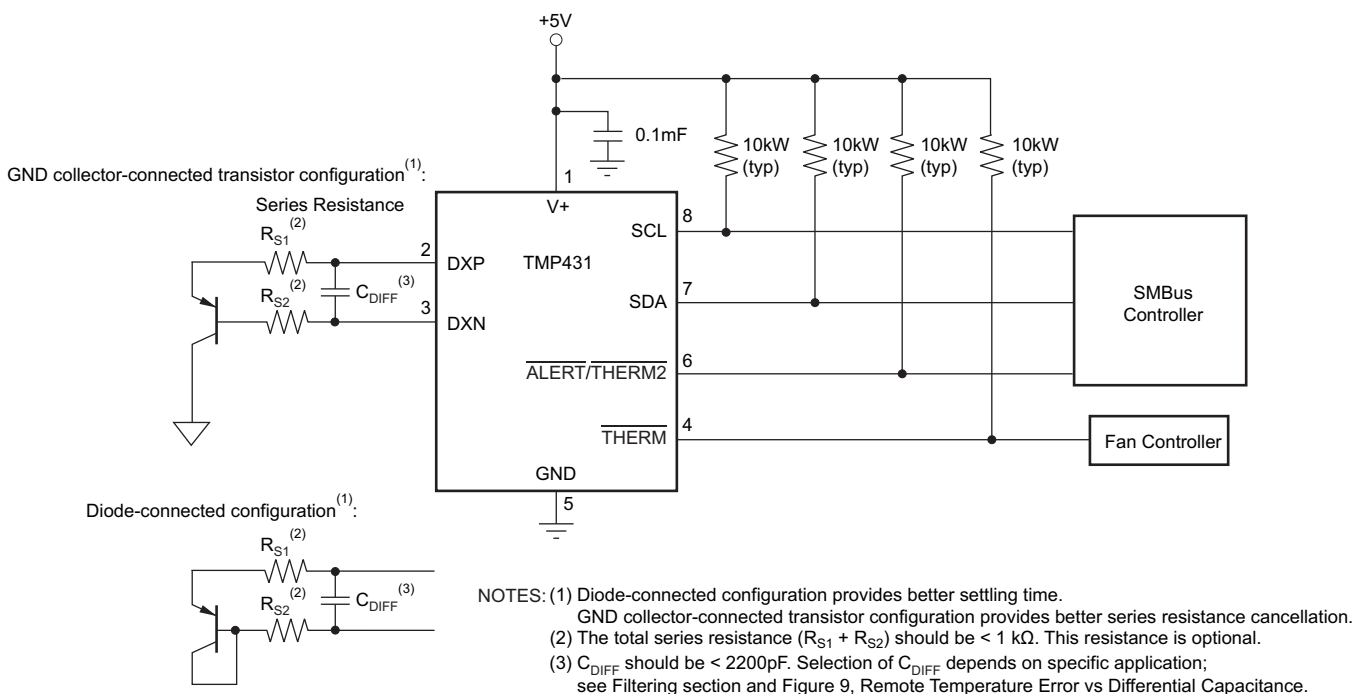 +5V
0.1mF
10kW
(typ)
10kW
(typ)
10kW
(typ)
10kW
(typ)
GND collector-connected transistor configuration(1):
Series Resistance
RS1(2)
RS2(2)
CDIFF(3)
1
V+
2
DXP
3
DXN
TMP431
SCL
8
SDA
7
ALERT/THERM2
6
THERM
4
GND
5
SMBus
Controller
Fan Controller
Diode-connected configuration(1):
RS1(2)
RS2(2)
CDIFF(3)
NOTES: (1) Diode-connected configuration provides better settling time.
GND collector-connected transistor configuration provides better series resistance cancellation.
(2) The total series resistance (RS1 + RS2) should be < 1 kΩ. This resistance is optional.
(3) CDIFF should be < 2200pF. Selection of CDIFF depends on specific application;
see Filtering section and Figure 9, Remote Temperature Error vs Differential Capacitance.